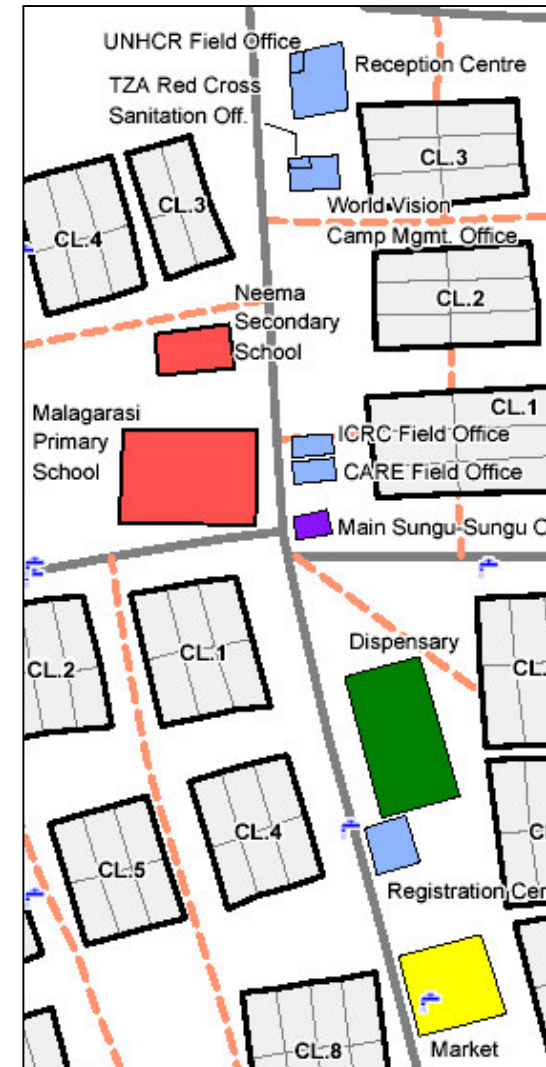 UNHCR Field Office
Reception Centre
TZA Red Cross
Sanitation Off.
CL.3
CL.3
CL.4
World Vision
Camp Mgmt. Office
CL.2
Neema
Secondary
School
CL.1
Malagarasi
Primary
School
ICRC Field Office
CARE Field Office
Main Sungu-Sungu
Dispensary
CL.2
CL.1
CL.
CL.4
CL.5
Registration
Market
CL.8